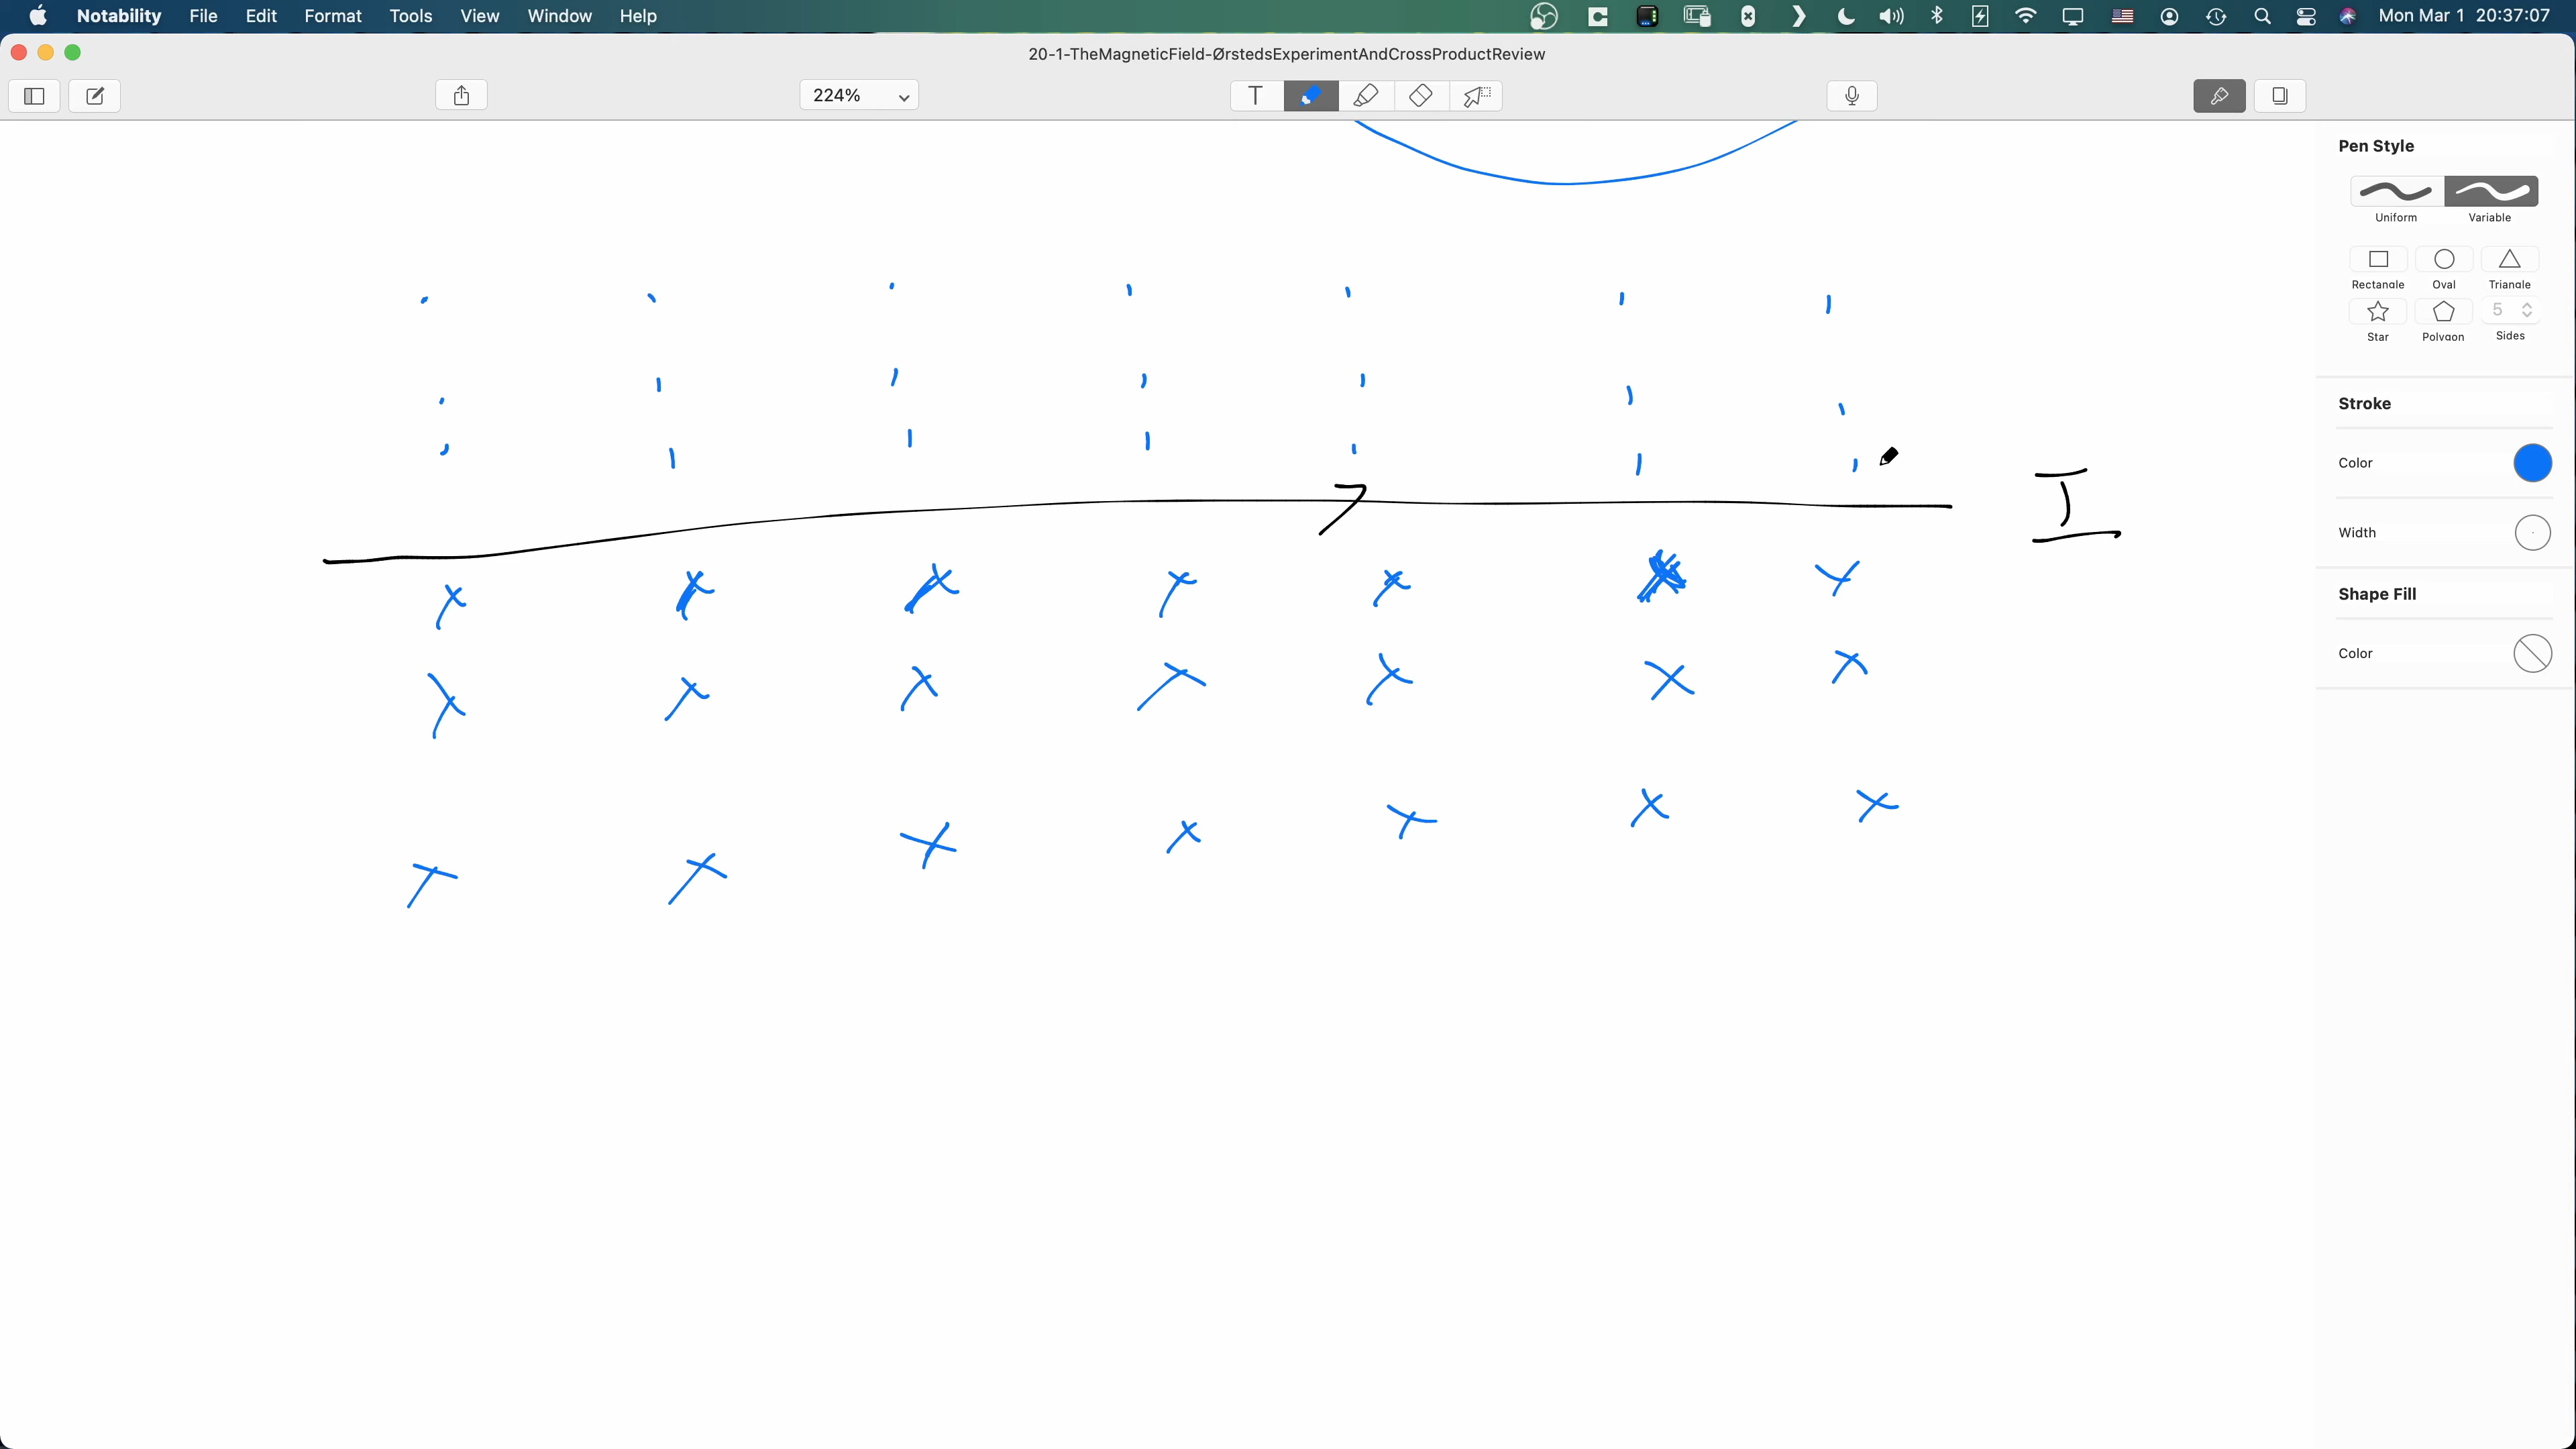 Notability File Edit Format Tools View Window Help Mon Mar 1 20:37:07
20-1-TheMagneticField-ØrstedsExperimentAndCrossProductReview
224% T
Pen Style
Uniform Variable
Rectangle Oval Triangle
5
Star Polygon Sides
Stroke
Color
I
Width
Shape Fill
Color